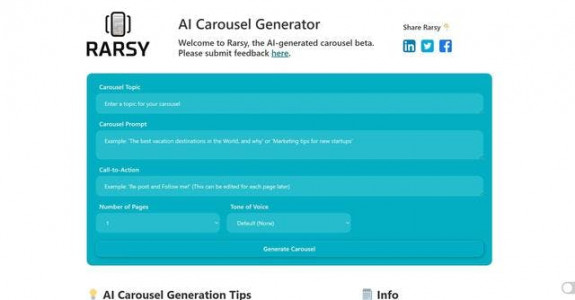 RARSY
AI Carousel Generator
Welcome to Rarsy, the AI-generated carousel beta.
Please submit feedback here.
Share Rarsy
Carousel Topic
Enter a topic for your carousel
Carousel Prompt
Example: 'The best vacation destinations in the World, and why' or 'Marketing tips for new startups'
Call-to-Action
Example: 'Re-post and Follow me!' (This can be edited for each page later)
Number of Pages
Tone of Voice
1
Default (None)
Generate Carousel
AI Carousel Generation Tips
Info